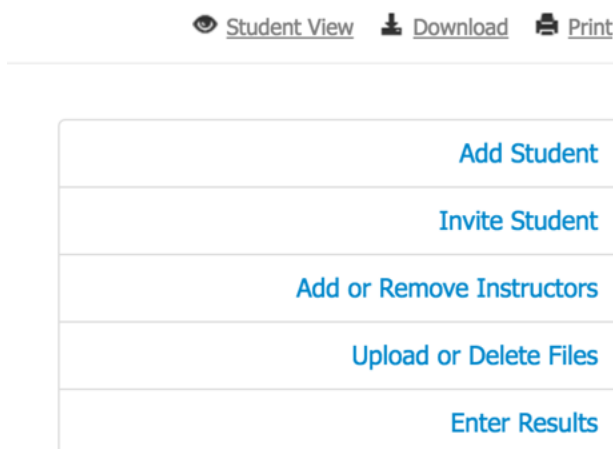 Student View Download Print
Add Student
Invite Student
Add or Remove Instructors
Upload or Delete Files
Enter Results